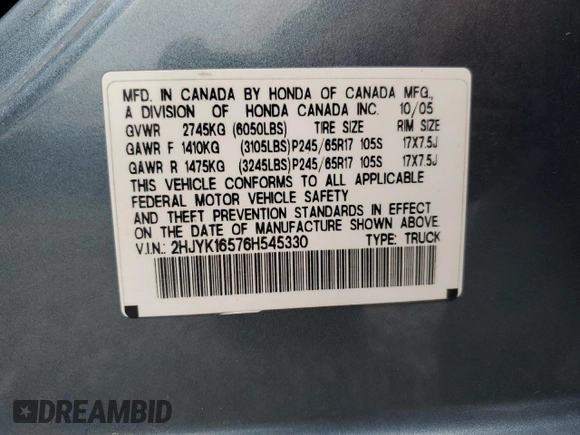 MFD. IN CANADA BY HONDA OF CANADA MFG.,
A DIVISION OF HONDA CANADA INC. 10/05
GVWR 2745KG (6050LBS) TIRE SIZE RIM SIZE
GAWR F 1410KG (3105LBS)P245/65R17 105S 17X7.5J
GAWR R 1475KG (3245LBS)P245/65R17 105S 17X7.5J
THIS VEHICLE CONFORMS TO ALL APPLICABLE
FEDERAL MOTOR VEHICLE SAFETY
AND THEFT PREVENTION STANDARDS IN EFFECT
ON THE DATE OF MANUFACTURE SHOWN ABOVE.
V.I.N.: 2HJYK16576H545330 TYPE: TRUCK
DREAMBID